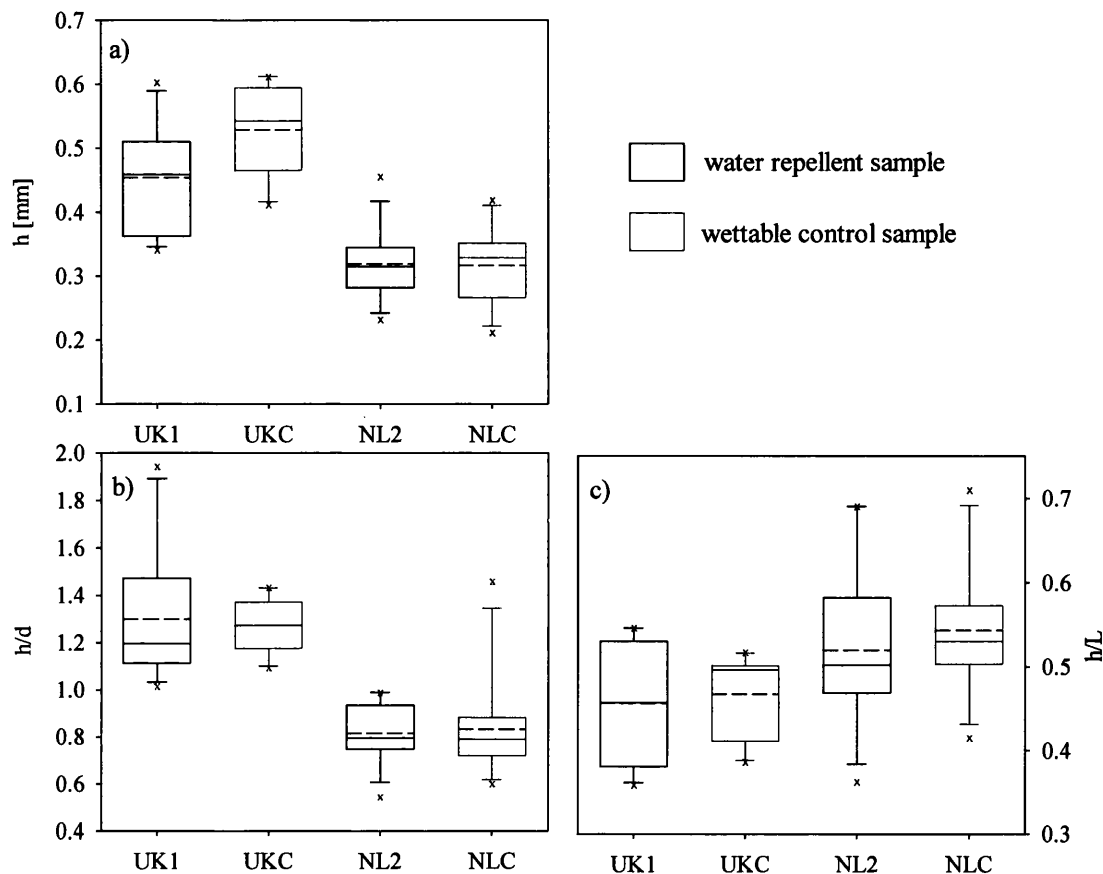 a)
h [mm]
0.7
0.6
0.5
0.4
0.3
0.2
0.1
UK1 UKC NL2 NLC
water repellent sample
wettable control sample
b)
h/d
2.0
1.8
1.6
1.4
1.2
1.0
0.8
0.6
0.4
UK1 UKC NL2 NLC
c)
h/L
0.7
0.6
0.5
0.4
0.3
UK1 UKC NL2 NLC